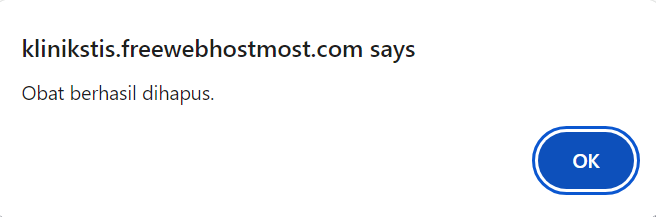 klinikstis.freewebhostmost.com says
Obat berhasil dihapus.
OK